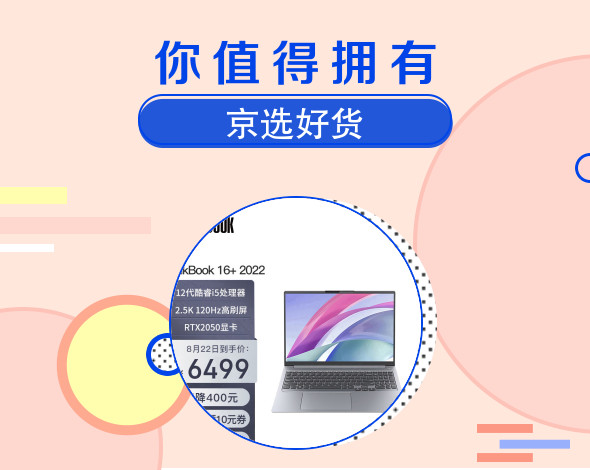 你值得拥有
京选好货
kBook 16+ 2022
12代酷睿i5处理器
2.5K 120Hz高刷屏
RTX2050显卡
8月22日到手价：
6499
降400元
10元券